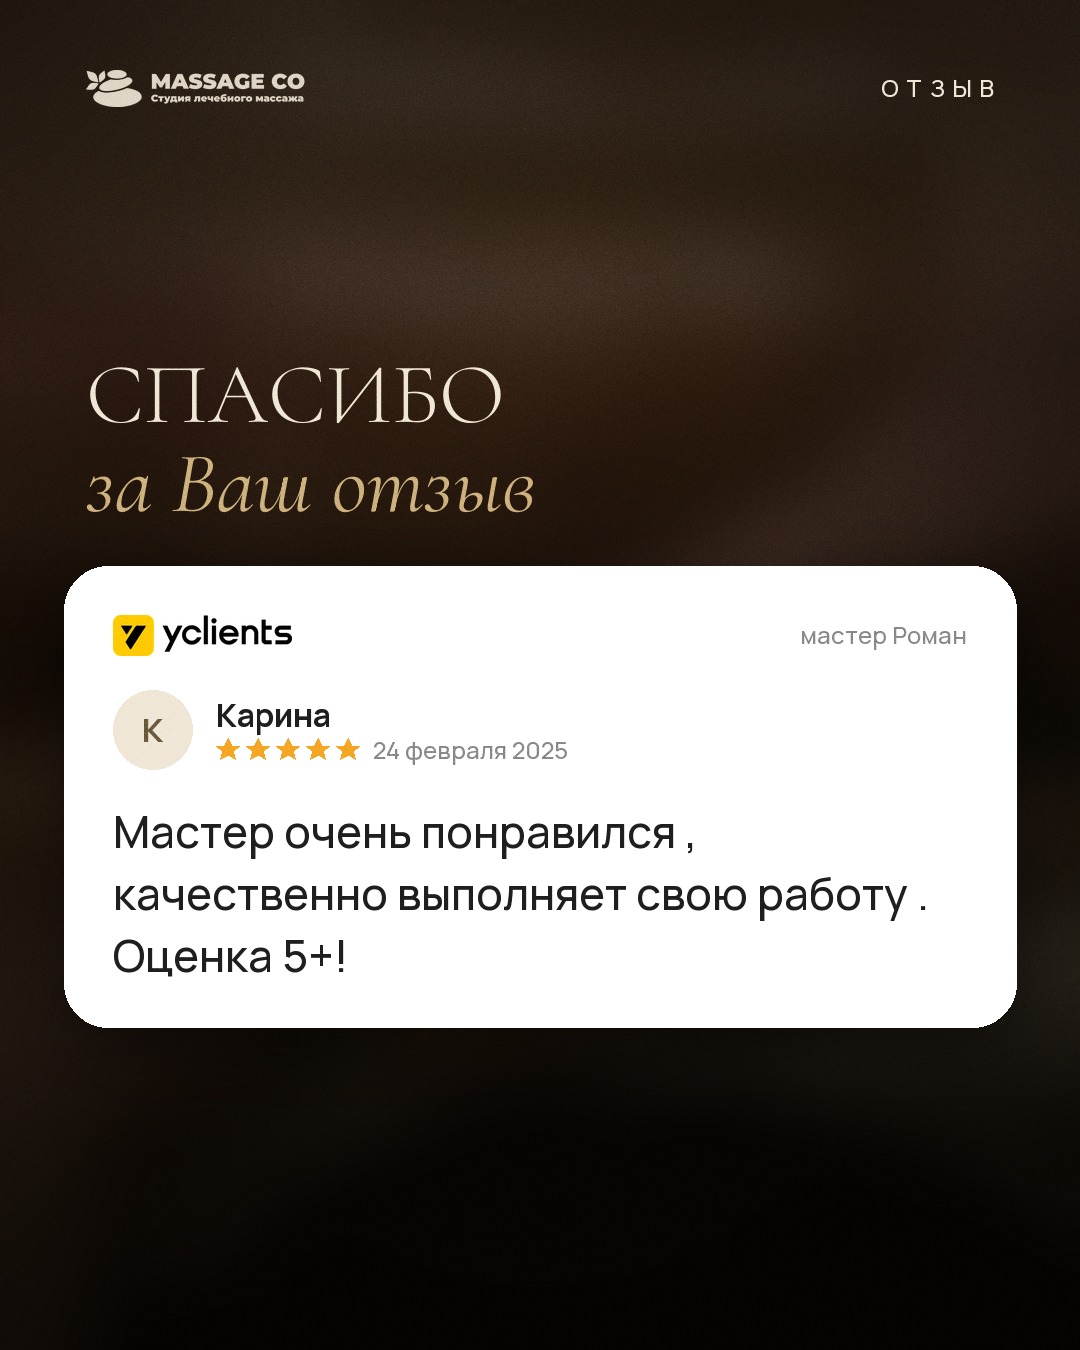 MASSAGE CO
Студия лечебного массажа
ОТЗЫВ
СПАСИБО
за Ваш отзыв
yclients
мастер Роман
К
Карина
24 февраля 2025
Мастер очень понравился ,
качественно выполняет свою работу .
Оценка 5+!